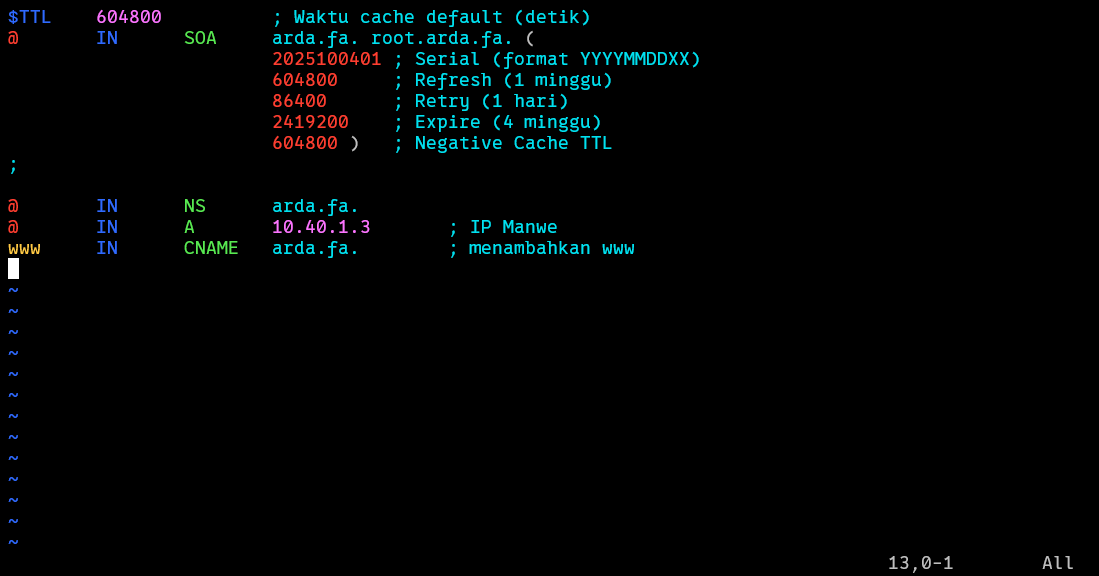 $TTL    604800          ; Waktu cache default (detik)
@       IN      SOA     arda.fa. root.arda.fa. (
                        2025100401 ; Serial (format YYYYMMDDXX)
                        604800     ; Refresh (1 minggu)
                        86400      ; Retry (1 hari)
                        2419200    ; Expire (4 minggu)
                        604800 )   ; Negative Cache TTL
;
@       IN      NS      arda.fa.
@       IN      A       10.40.1.3       ; IP Manwe
www     IN      CNAME   arda.fa.        ; menambahkan www
~
~
~
~
~
~
~
~
~
~
~
~
~
13,0-1        All